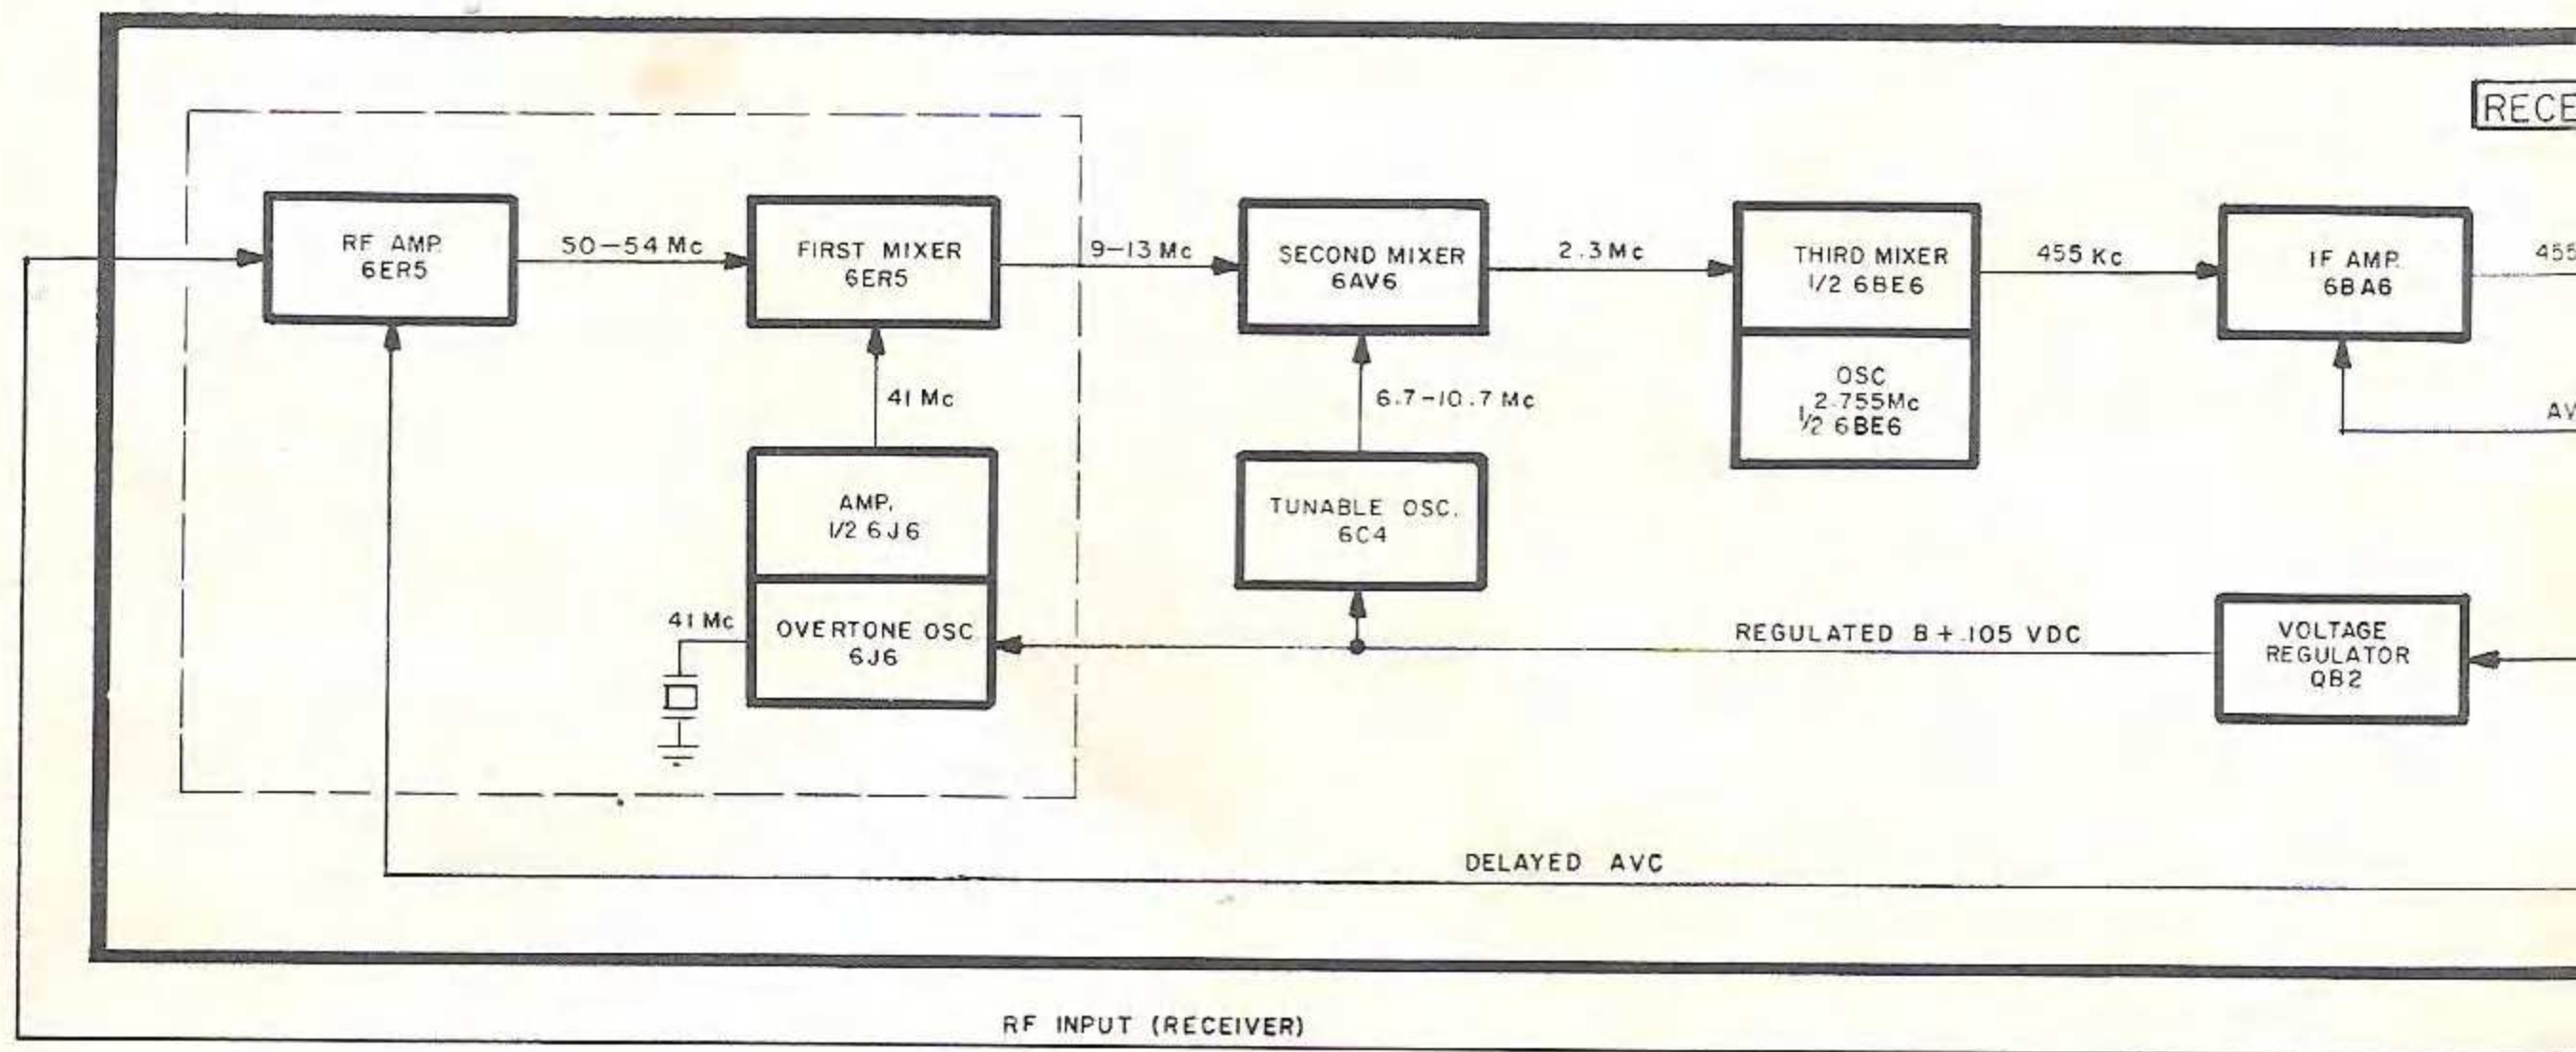 RECE
RF AMP.
6ER5
50-54 Mc
FIRST MIXER
6ER5
9-13 Mc
SECOND MIXER
6AV6
2.3 Mc
THIRD MIXER
1/2 6BE6
455 Kc
IF AMP.
6BA6
455
41 Mc
6.7-10.7 Mc
OSC
2.755Mc
1/2 6BE6
AV
AMP.
1/2 6J6
TUNABLE OSC.
6C4
41 Mc
OVERTONE OSC
6J6
REGULATED B+.105 VDC
VOLTAGE
REGULATOR
OB2
DELAYED AVC
RF INPUT (RECEIVER)